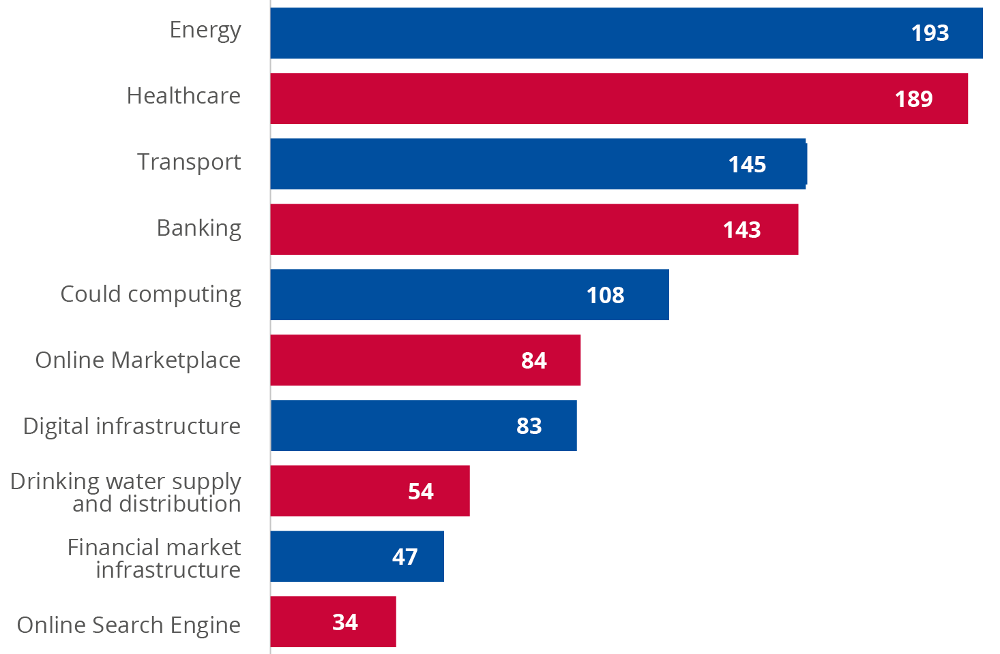 Energy
193
Healthcare
189
Transport
145
Banking
143
Could computing
108
Online Marketplace
84
Digital infrastructure
83
Drinking water supply
and distribution
54
Financial market
infrastructure
47
Online Search Engine
34